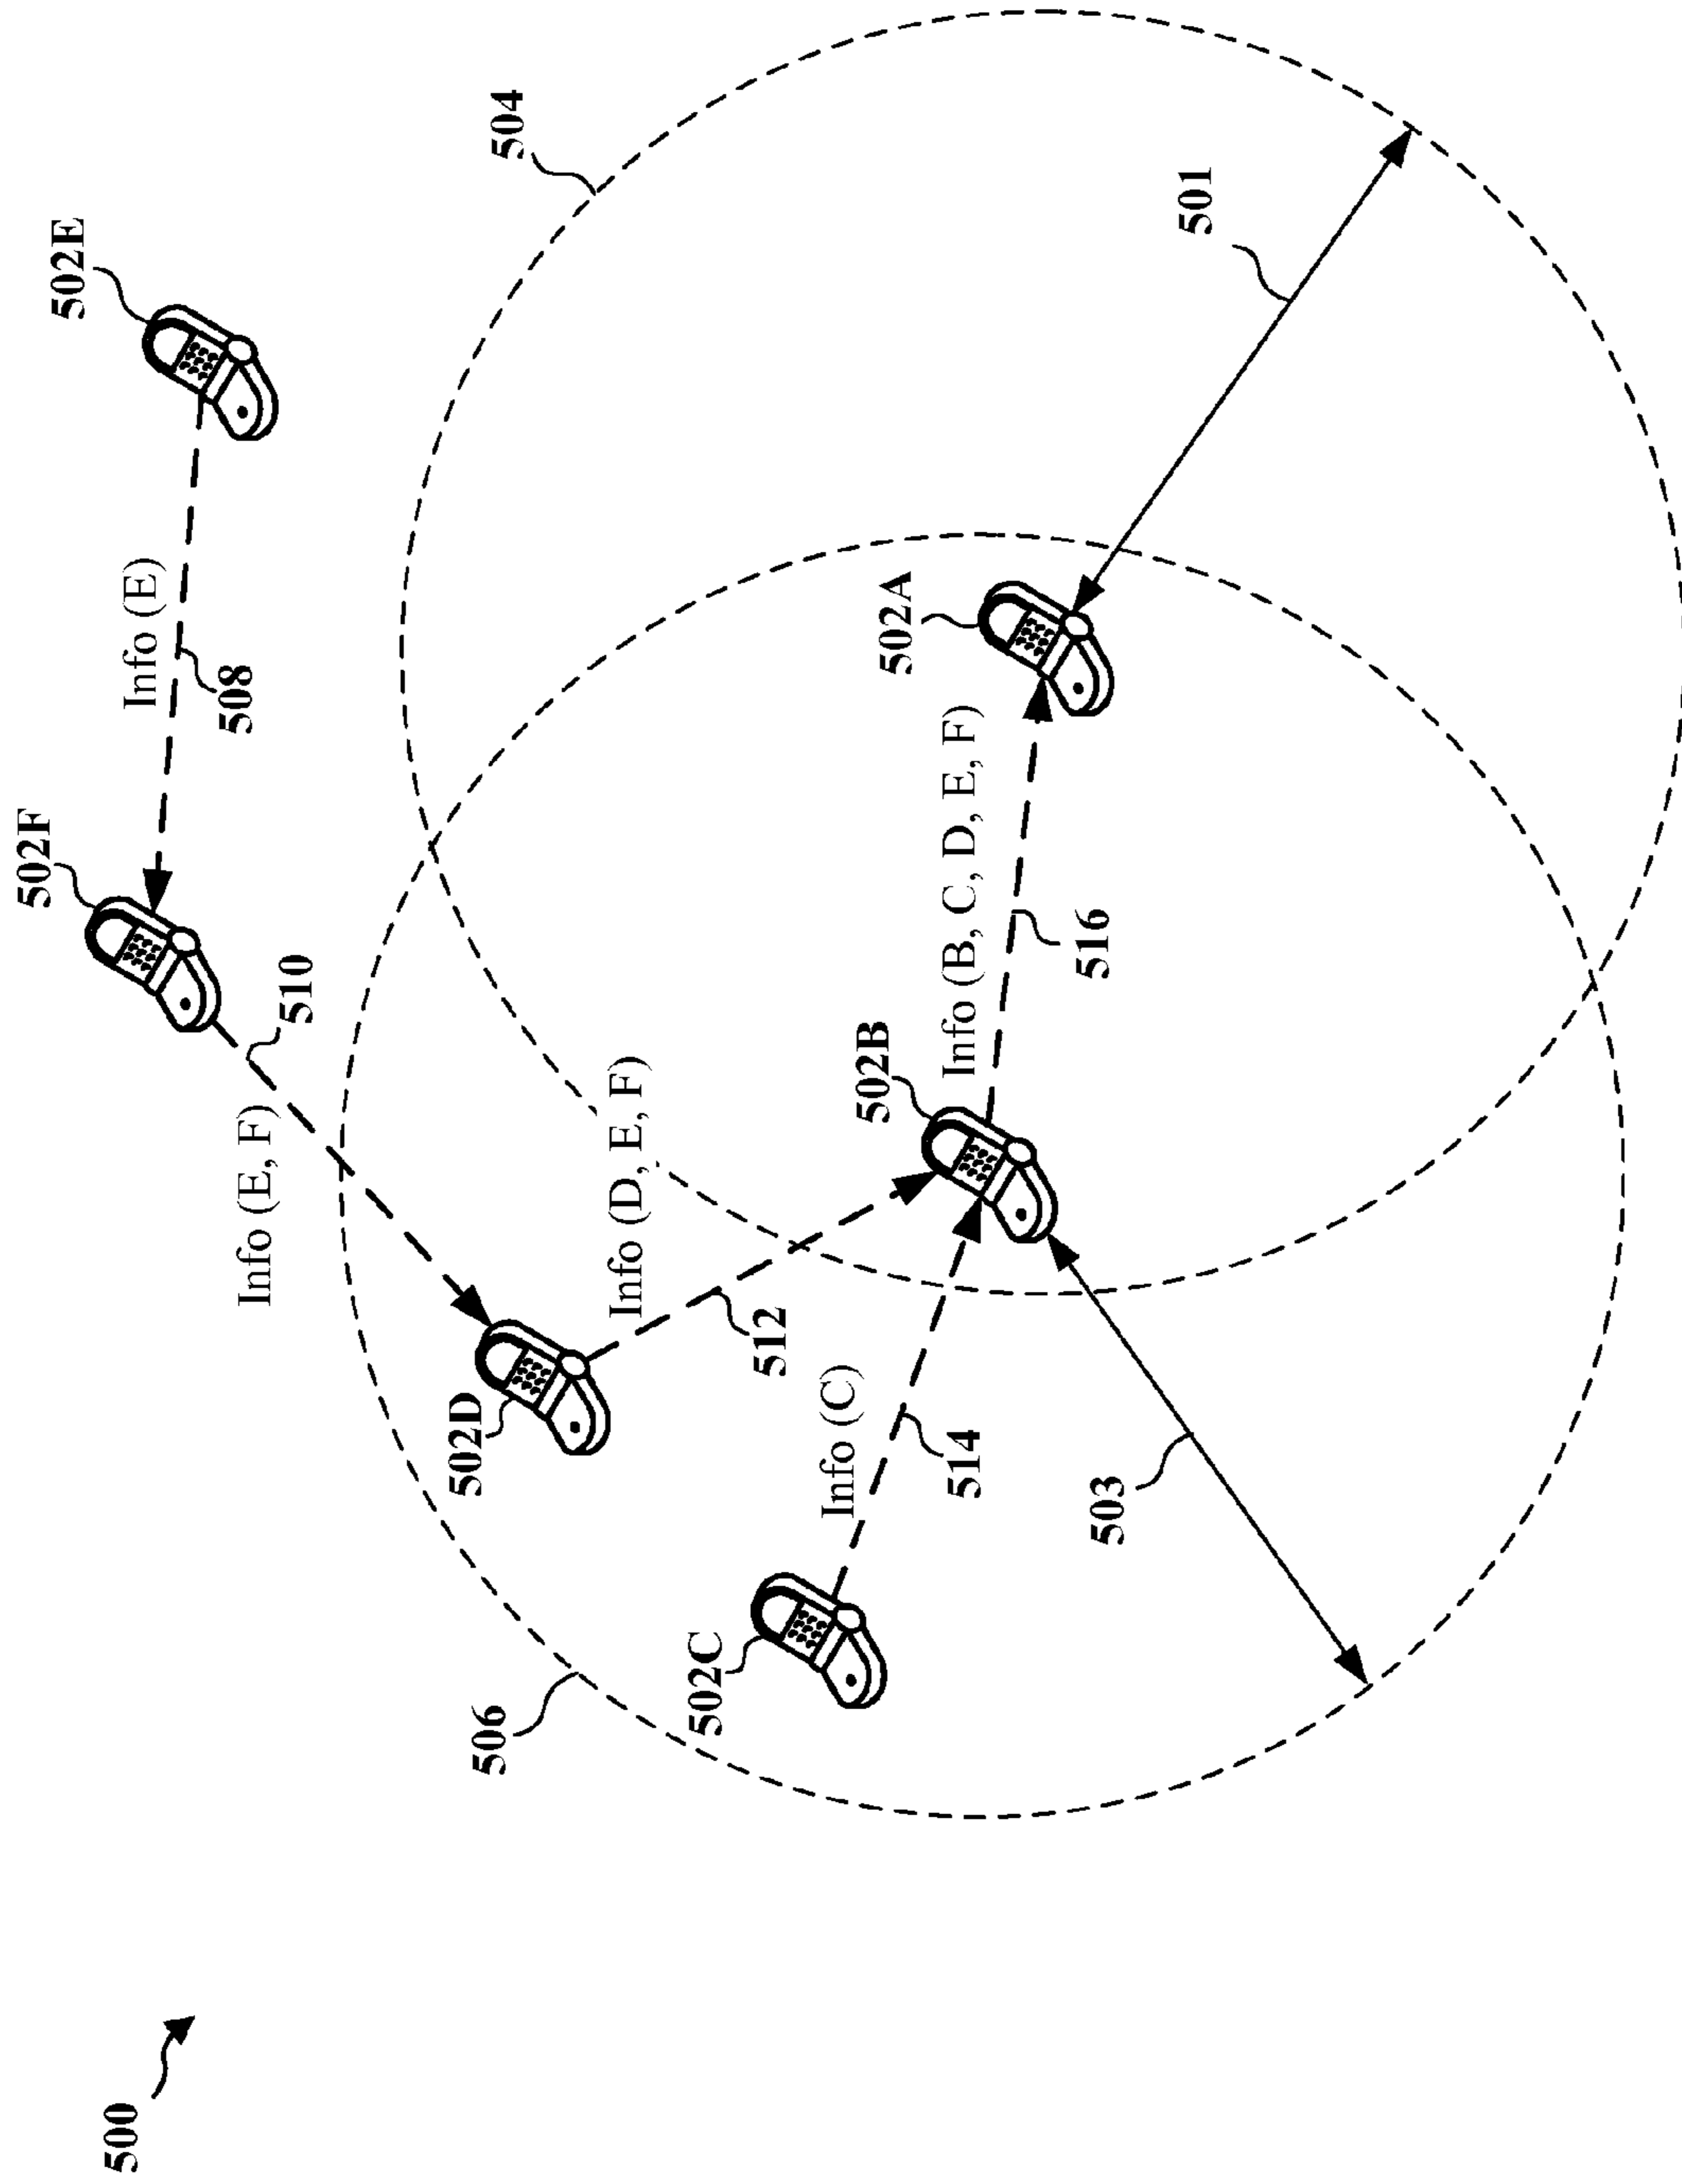 502F
502E
500
Info (E)
508
Info (E, F)
510
502D
506
504
Info (D, E, F)
502C
512
Info (C)
502B
502A
514
Info (B, C, D, E, F)
516
503
501